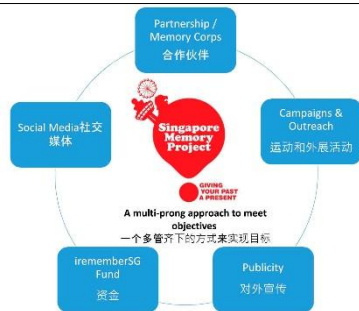 Partnership /
Memory Corps
合作伙伴
Social Media社交
媒体
Singapore
Memory
Project
GIVING
YOUR PAST
A PRESENT
Campaigns &
Outreach
运动和外展活动
A multi-prong approach to meet
objectives
一个多管齐下的方式来实现目标
irememberSG
Fund
资金
Publicity
对外宣传